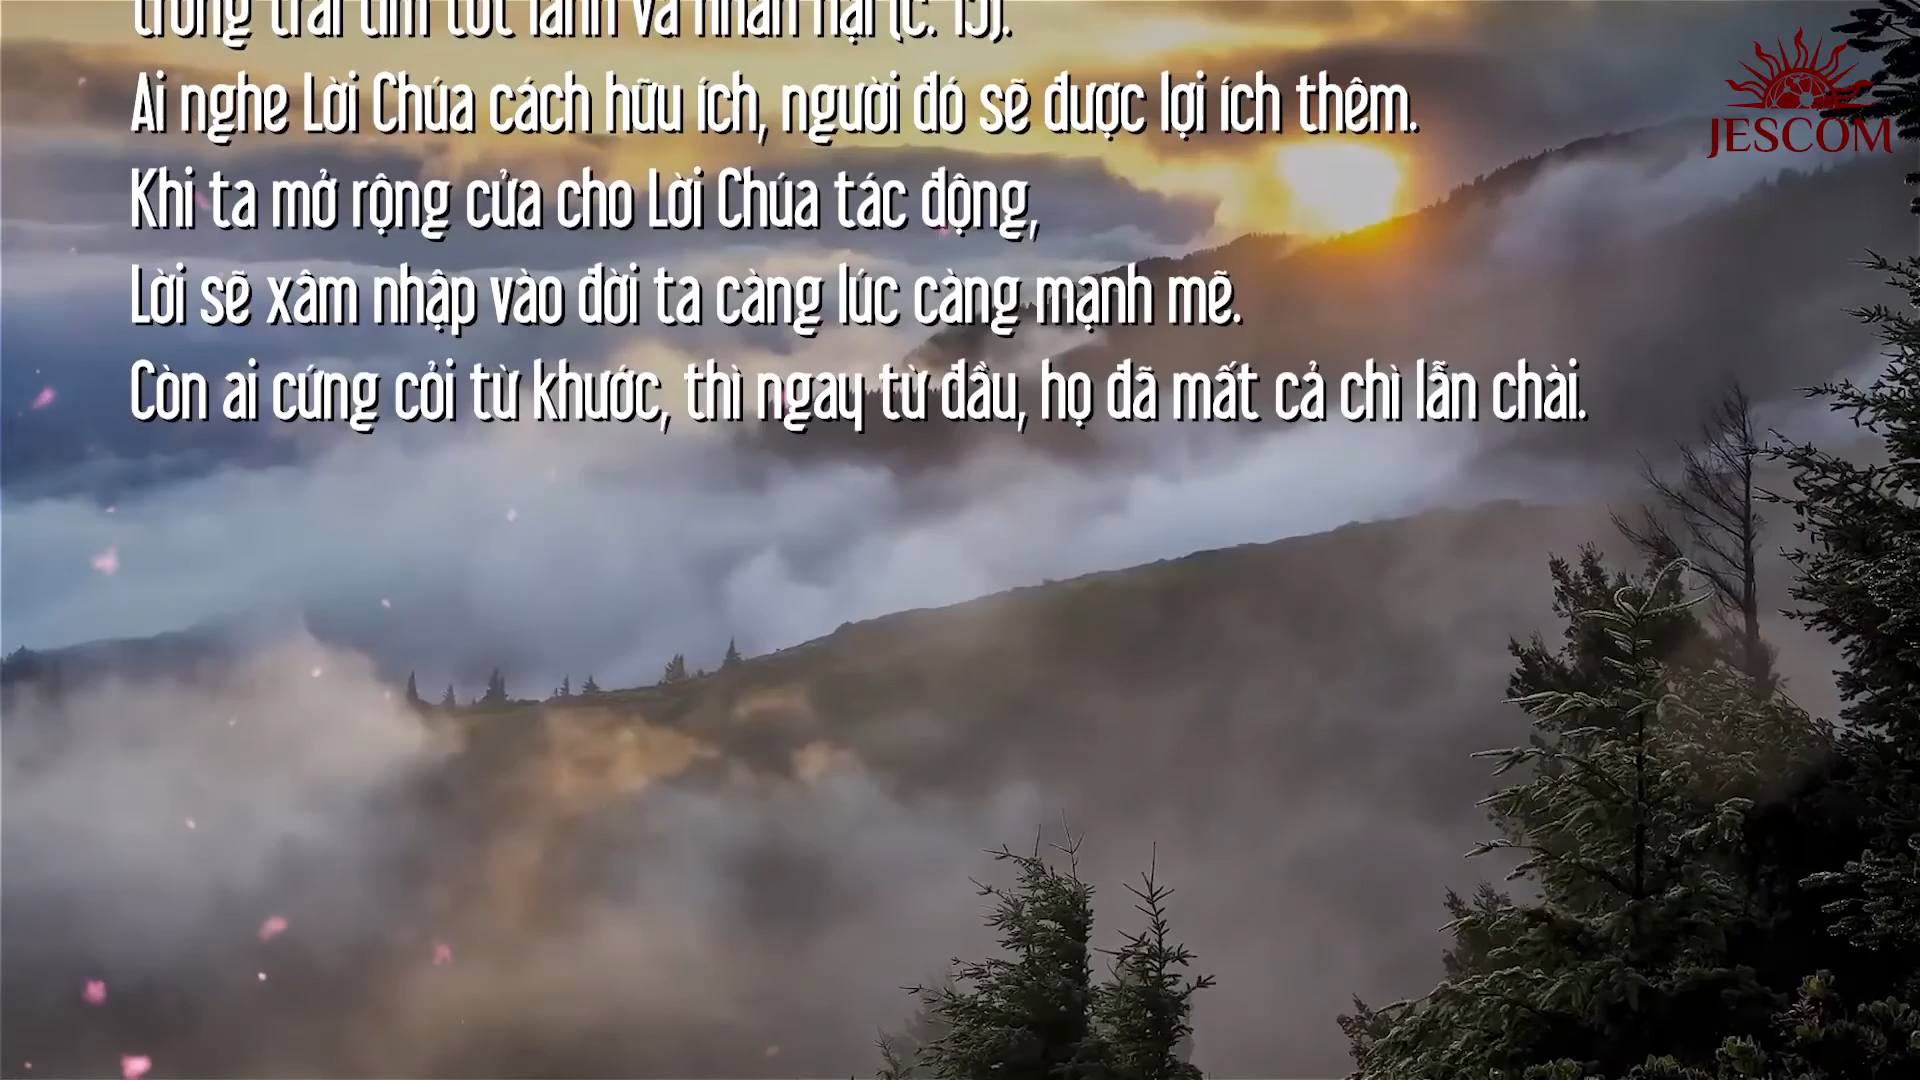 trong trái tim tốt lành và nhẫn nại (c. 15).
Ai nghe Lời Chúa cách hữu ích, người đó sẽ được lợi ích thêm.
Khi ta mở rộng cửa cho Lời Chúa tác động,
Lời sẽ xâm nhập vào đời ta càng lúc càng mạnh mẽ.
Còn ai cứng cỏi từ khước, thì ngay từ đầu, họ đã mất cả chì lẫn chài.
JESCOM